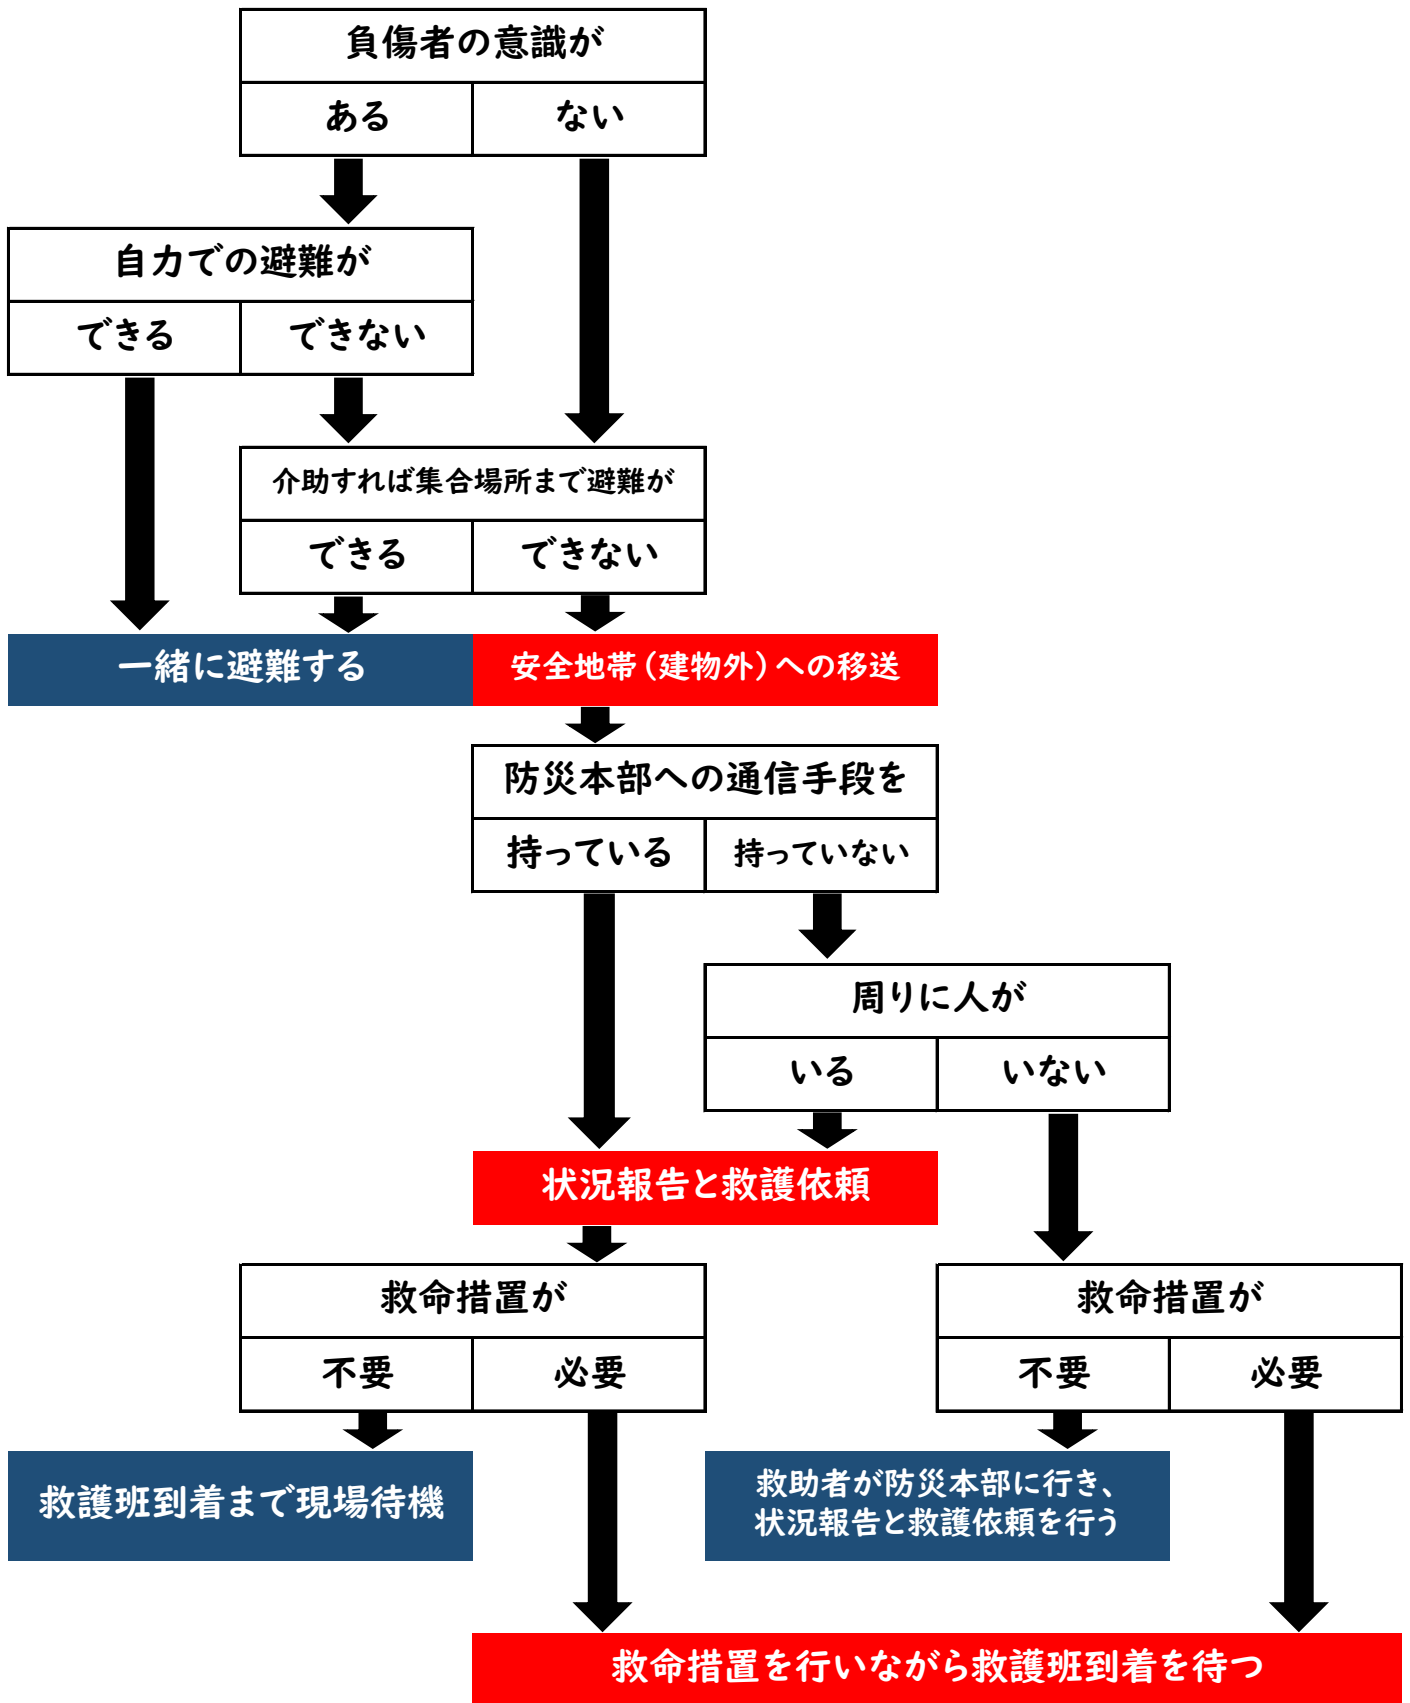 負傷者の意識が
ある
ない
自力での避難が
できる
できない
介助すれば集合場所まで避難が
できる
できない
一緒に避難する
安全地帯（建物外）への移送
防災本部への通信手段を
持っている
持っていない
周りに人が
いる
いない
状況報告と救護依頼
救命措置が
不要
必要
救命措置が
不要
必要
救護班到着まで現場待機
救助者が防災本部に行き、
状況報告と救護依頼を行う
救命措置を行いながら救護班到着を待つ